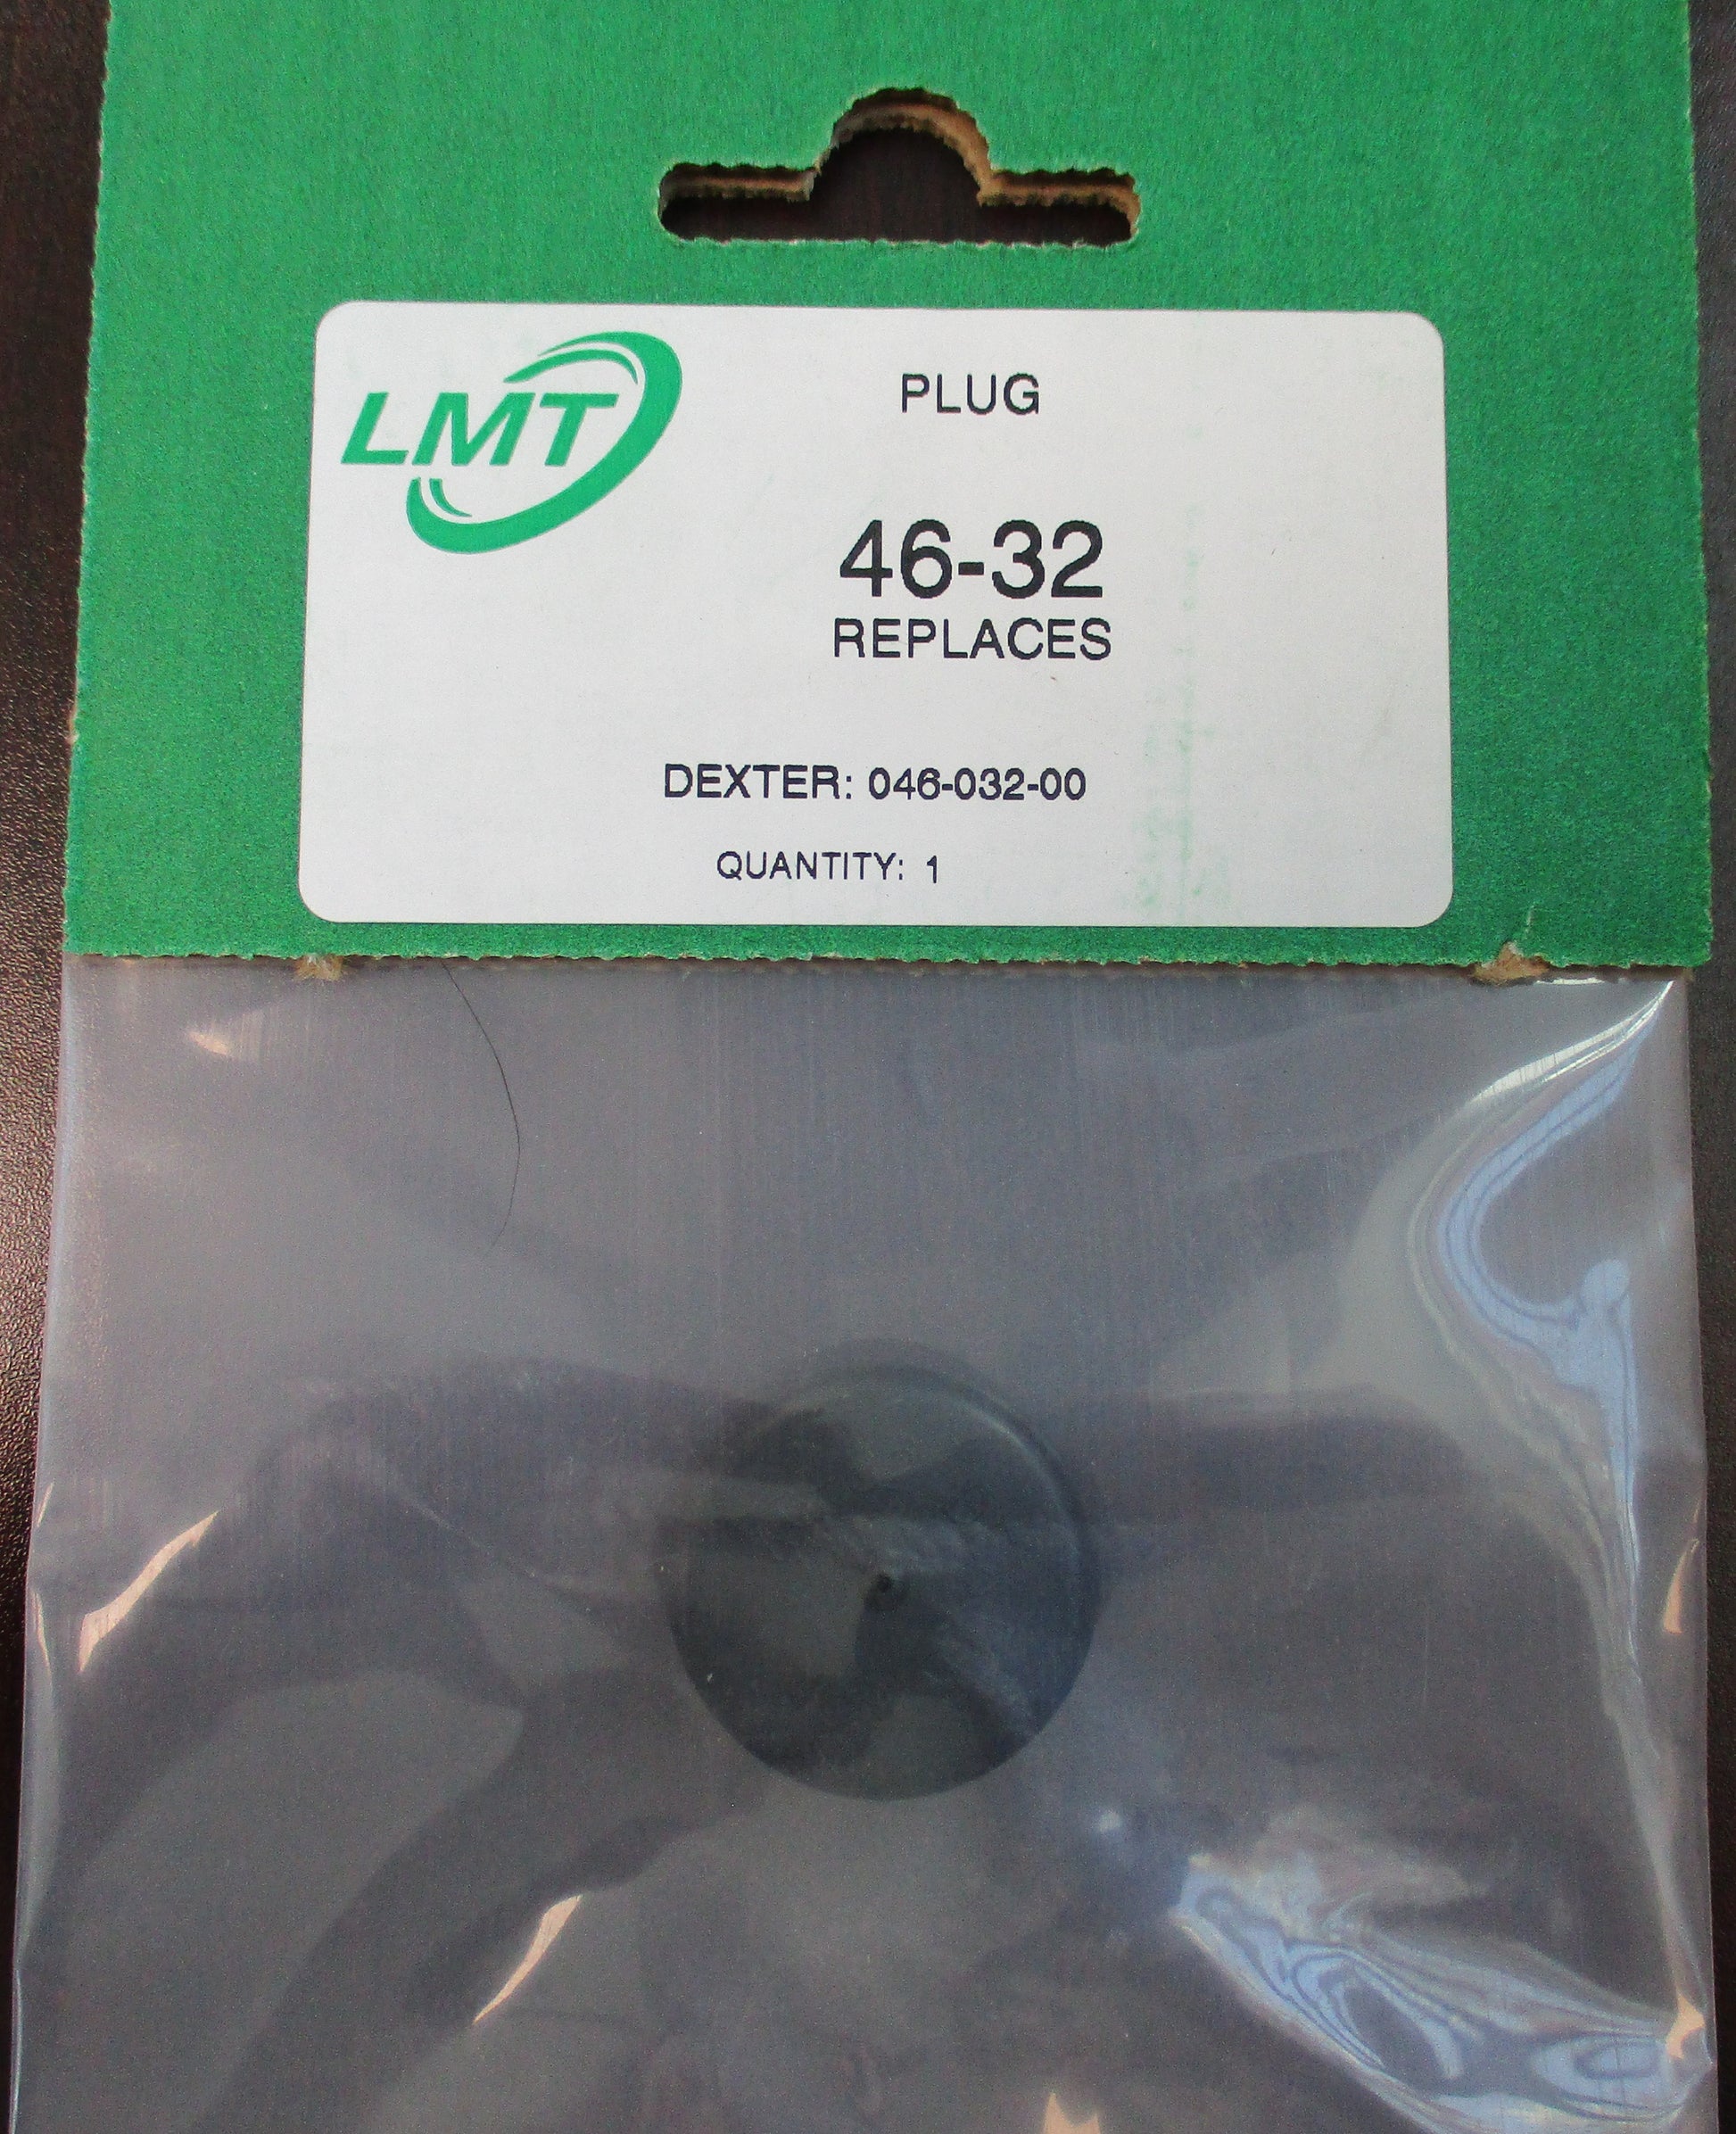 LMT
PLUG
46-32
REPLACES
DEXTER: 046-032-00
QUANTITY: 1